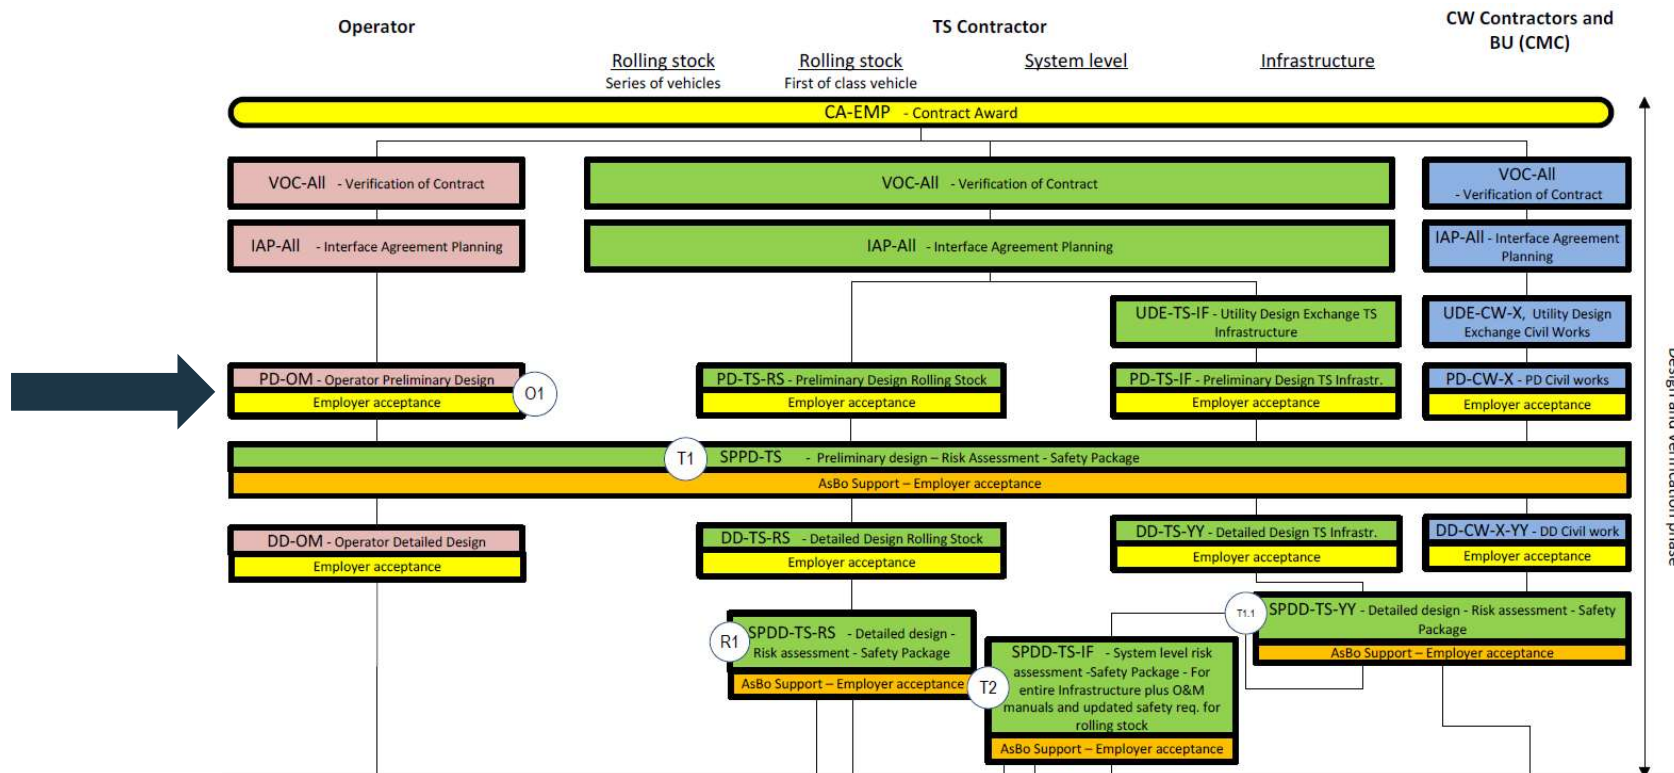 Operator
TS Contractor
CW Contractors and
BU (CMC)
Rolling stock
Series of vehicles
Rolling stock
First of class vehicle
System level
Infrastructure
CA-EMP - Contract Award
VOC-All - Verification of Contract
VOC-All - Verification of Contract
VOC-All
- Verification of Contract
IAP-All - Interface Agreement Planning
IAP-All - Interface Agreement Planning
IAP-All - Interface Agreement
Planning
UDE-TS-IF - Utility Design Exchange TS
Infrastructure
UDE-CW-X, Utility Design
Exchange Civil Works
PD-OM - Operator Preliminary Design
Employer acceptance
O1
PD-TS-RS - Preliminary Design Rolling Stock
Employer acceptance
PD-TS-IF - Preliminary Design TS Infrastr.
Employer acceptance
PD-CW-X - PD Civil works
Employer acceptance
T1
SPPD-TS - Preliminary design – Risk Assessment - Safety Package
AsBo Support – Employer acceptance
DD-OM - Operator Detailed Design
Employer acceptance
DD-TS-RS - Detailed Design Rolling Stock
Employer acceptance
DD-TS-YY - Detailed Design TS Infrastr.
Employer acceptance
DD-CW-X-YY - DD Civil work
Employer acceptance
R1
SPDD-TS-RS - Detailed design -
Risk assessment - Safety Package
AsBo Support – Employer acceptance
T2
SPDD-TS-IF - System level risk
assessment -Safety Package - For
entire Infrastructure plus O&M
manuals and updated safety req. for
rolling stock
AsBo Support – Employer acceptance
T1.1
SPDD-TS-YY - Detailed design - Risk assessment - Safety
Package
AsBo Support – Employer acceptance
Design and verification phase